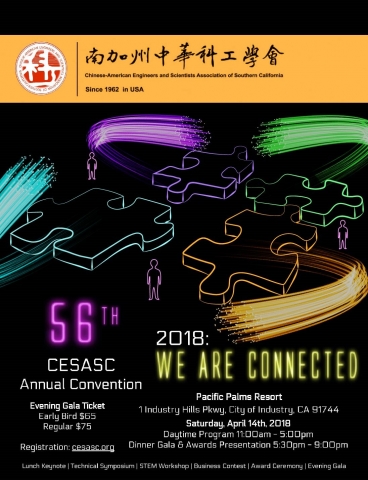 南加州中華科工學會
Chinese-American Engineers and Scientists Association of Southern California
Since 1962 in USA
56TH
CESASC
Annual Convention
2018:
WE ARE CONNECTED
Evening Gala Ticket
Early Bird $65
Regular $75
Registration: cesasc.org
Pacific Palms Resort
1 Industry Hills Pkwy, City of Industry, CA 91744
Saturday, April 14th, 2018
Daytime Program 11:00am - 5:00pm
Dinner Gala & Awards Presentation 5:30pm - 9:00pm
Lunch Keynote | Technical Symposium | STEM Workshop | Business Contest | Award Ceremony | Evening Gala